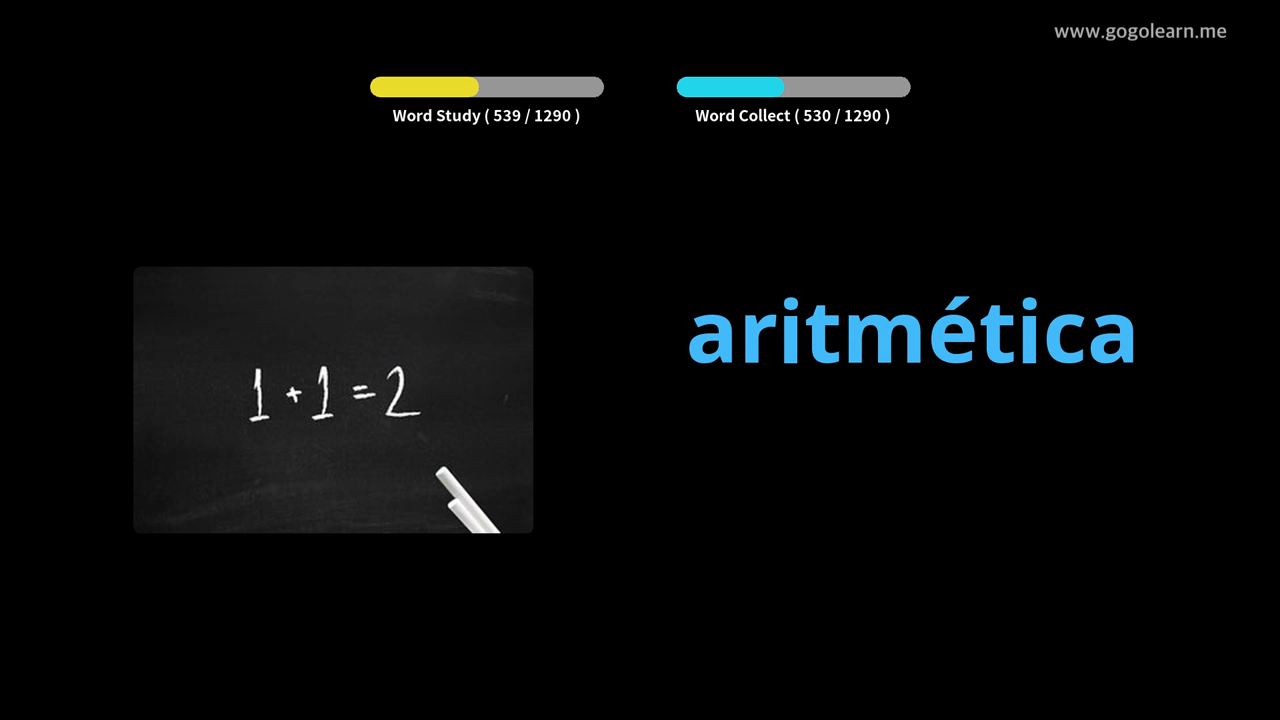 www.gogolearn.me
Word Study ( 539 / 1290 )
Word Collect ( 530 / 1290 )
aritmética
1 + 1 = 2